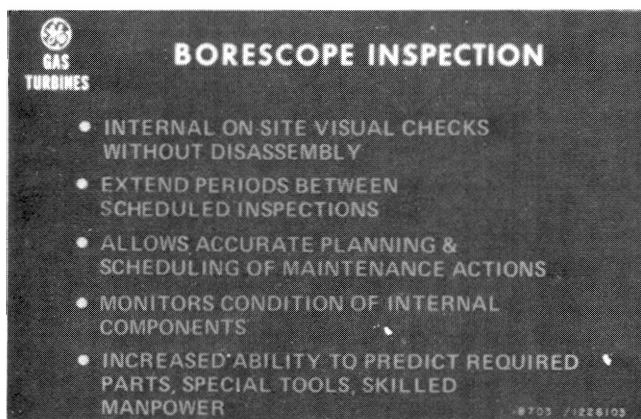 GE
GAS
TURBINES
BORESCOPE INSPECTION
• INTERNAL ON-SITE VISUAL CHECKS
WITHOUT DISASSEMBLY
• EXTEND PERIODS BETWEEN
SCHEDULED INSPECTIONS
• ALLOWS ACCURATE PLANNING &
SCHEDULING OF MAINTENANCE ACTIONS
• MONITORS CONDITION OF INTERNAL
COMPONENTS
• INCREASED ABILITY TO PREDICT REQUIRED
PARTS, SPECIAL TOOLS, SKILLED
MANPOWER